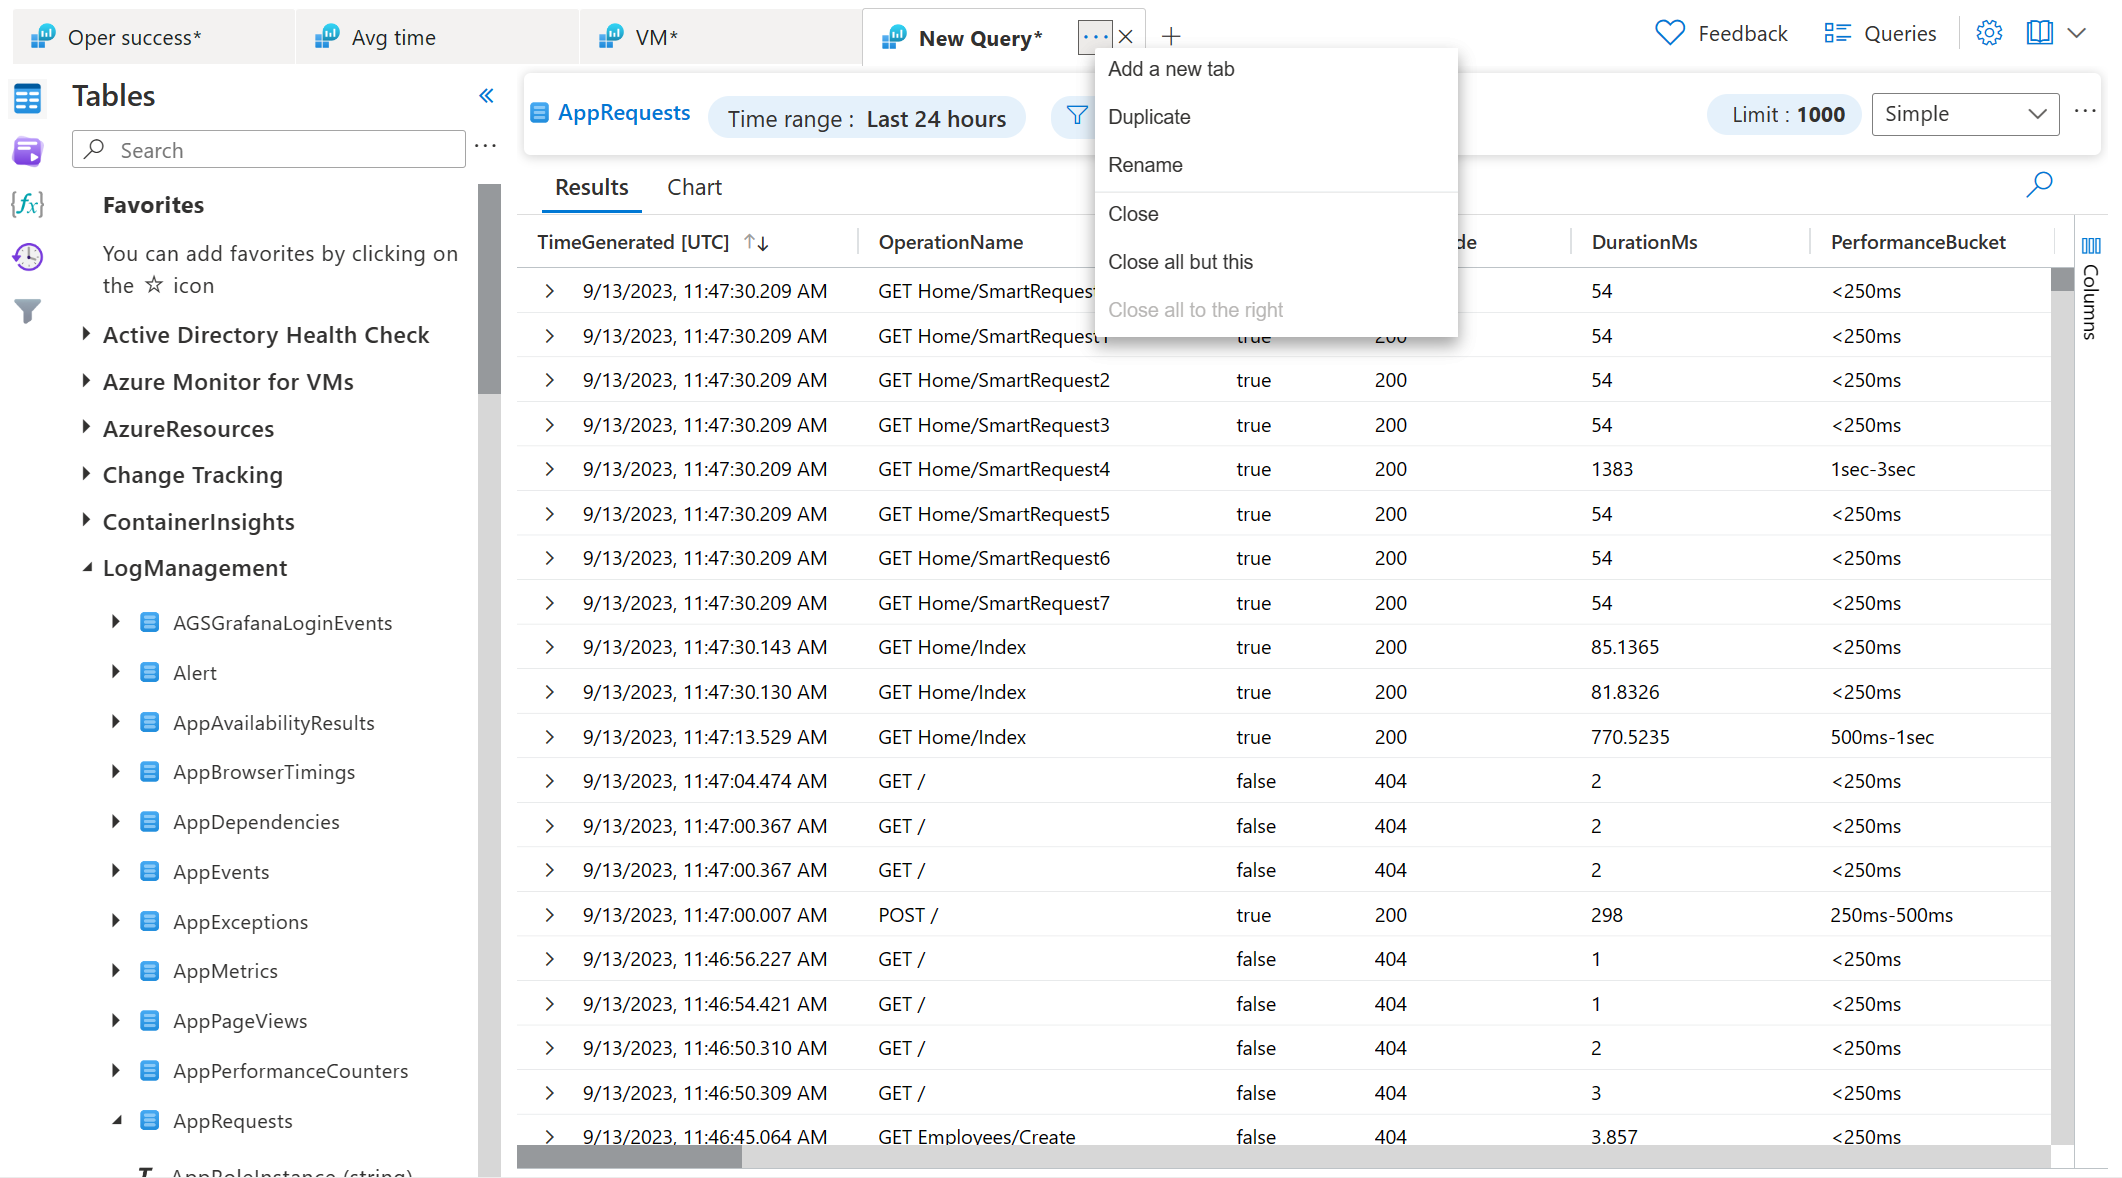 Oper success*
Avg time
VM*
New Query*
Feedback
Queries
Add a new tab
Duplicate
Rename
Close
Close all but this
Close all to the right
Tables
Search
Favorites
You can add favorites by clicking on
the ☆ icon
Active Directory Health Check
Azure Monitor for VMs
AzureResources
Change Tracking
ContainerInsights
LogManagement
AGSGrafanaLoginEvents
Alert
AppAvailabilityResults
AppBrowserTimings
AppDependencies
AppEvents
AppExceptions
AppMetrics
AppPageViews
AppPerformanceCounters
AppRequests
AppRoleInstance (string)
AppRequests
Time range : Last 24 hours
Limit : 1000
Simple
Results
Chart
TimeGenerated [UTC] OperationName de DurationMs PerformanceBucket
9/13/2023, 11:47:30.209 AM GET Home/SmartRequest 54 <250ms
9/13/2023, 11:47:30.209 AM GET Home/SmartRequest1 true 200 54 <250ms
9/13/2023, 11:47:30.209 AM GET Home/SmartRequest2 true 200 54 <250ms
9/13/2023, 11:47:30.209 AM GET Home/SmartRequest3 true 200 54 <250ms
9/13/2023, 11:47:30.209 AM GET Home/SmartRequest4 true 200 1383 1sec-3sec
9/13/2023, 11:47:30.209 AM GET Home/SmartRequest5 true 200 54 <250ms
9/13/2023, 11:47:30.209 AM GET Home/SmartRequest6 true 200 54 <250ms
9/13/2023, 11:47:30.209 AM GET Home/SmartRequest7 true 200 54 <250ms
9/13/2023, 11:47:30.143 AM GET Home/Index true 200 85.1365 <250ms
9/13/2023, 11:47:30.130 AM GET Home/Index true 200 81.8326 <250ms
9/13/2023, 11:47:13.529 AM GET Home/Index true 200 770.5235 500ms-1sec
9/13/2023, 11:47:04.474 AM GET / false 404 2 <250ms
9/13/2023, 11:47:00.367 AM GET / false 404 2 <250ms
9/13/2023, 11:47:00.367 AM GET / false 404 2 <250ms
9/13/2023, 11:47:00.007 AM POST / true 200 298 250ms-500ms
9/13/2023, 11:46:56.227 AM GET / false 404 1 <250ms
9/13/2023, 11:46:54.421 AM GET / false 404 1 <250ms
9/13/2023, 11:46:50.310 AM GET / false 404 2 <250ms
9/13/2023, 11:46:50.309 AM GET / false 404 3 <250ms
9/13/2023, 11:46:45.064 AM GET Employees/Create false 404 3.857 <250ms
Columns